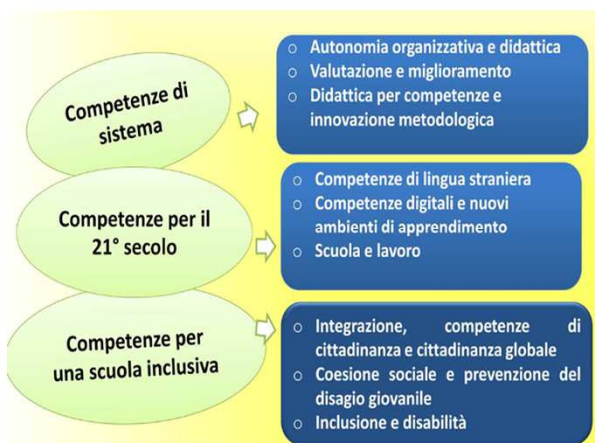 Competenze di
sistema
○ Autonomia organizzativa e didattica
○ Valutazione e miglioramento
○ Didattica per competenze e
innovazione metodologica
Competenze per il
21° secolo
○ Competenze di lingua straniera
○ Competenze digitali e nuovi
ambienti di apprendimento
○ Scuola e lavoro
Competenze per
una scuola inclusiva
○ Integrazione, competenze di
cittadinanza e cittadinanza globale
○ Coesione sociale e prevenzione del
disagio giovanile
○ Inclusione e disabilità